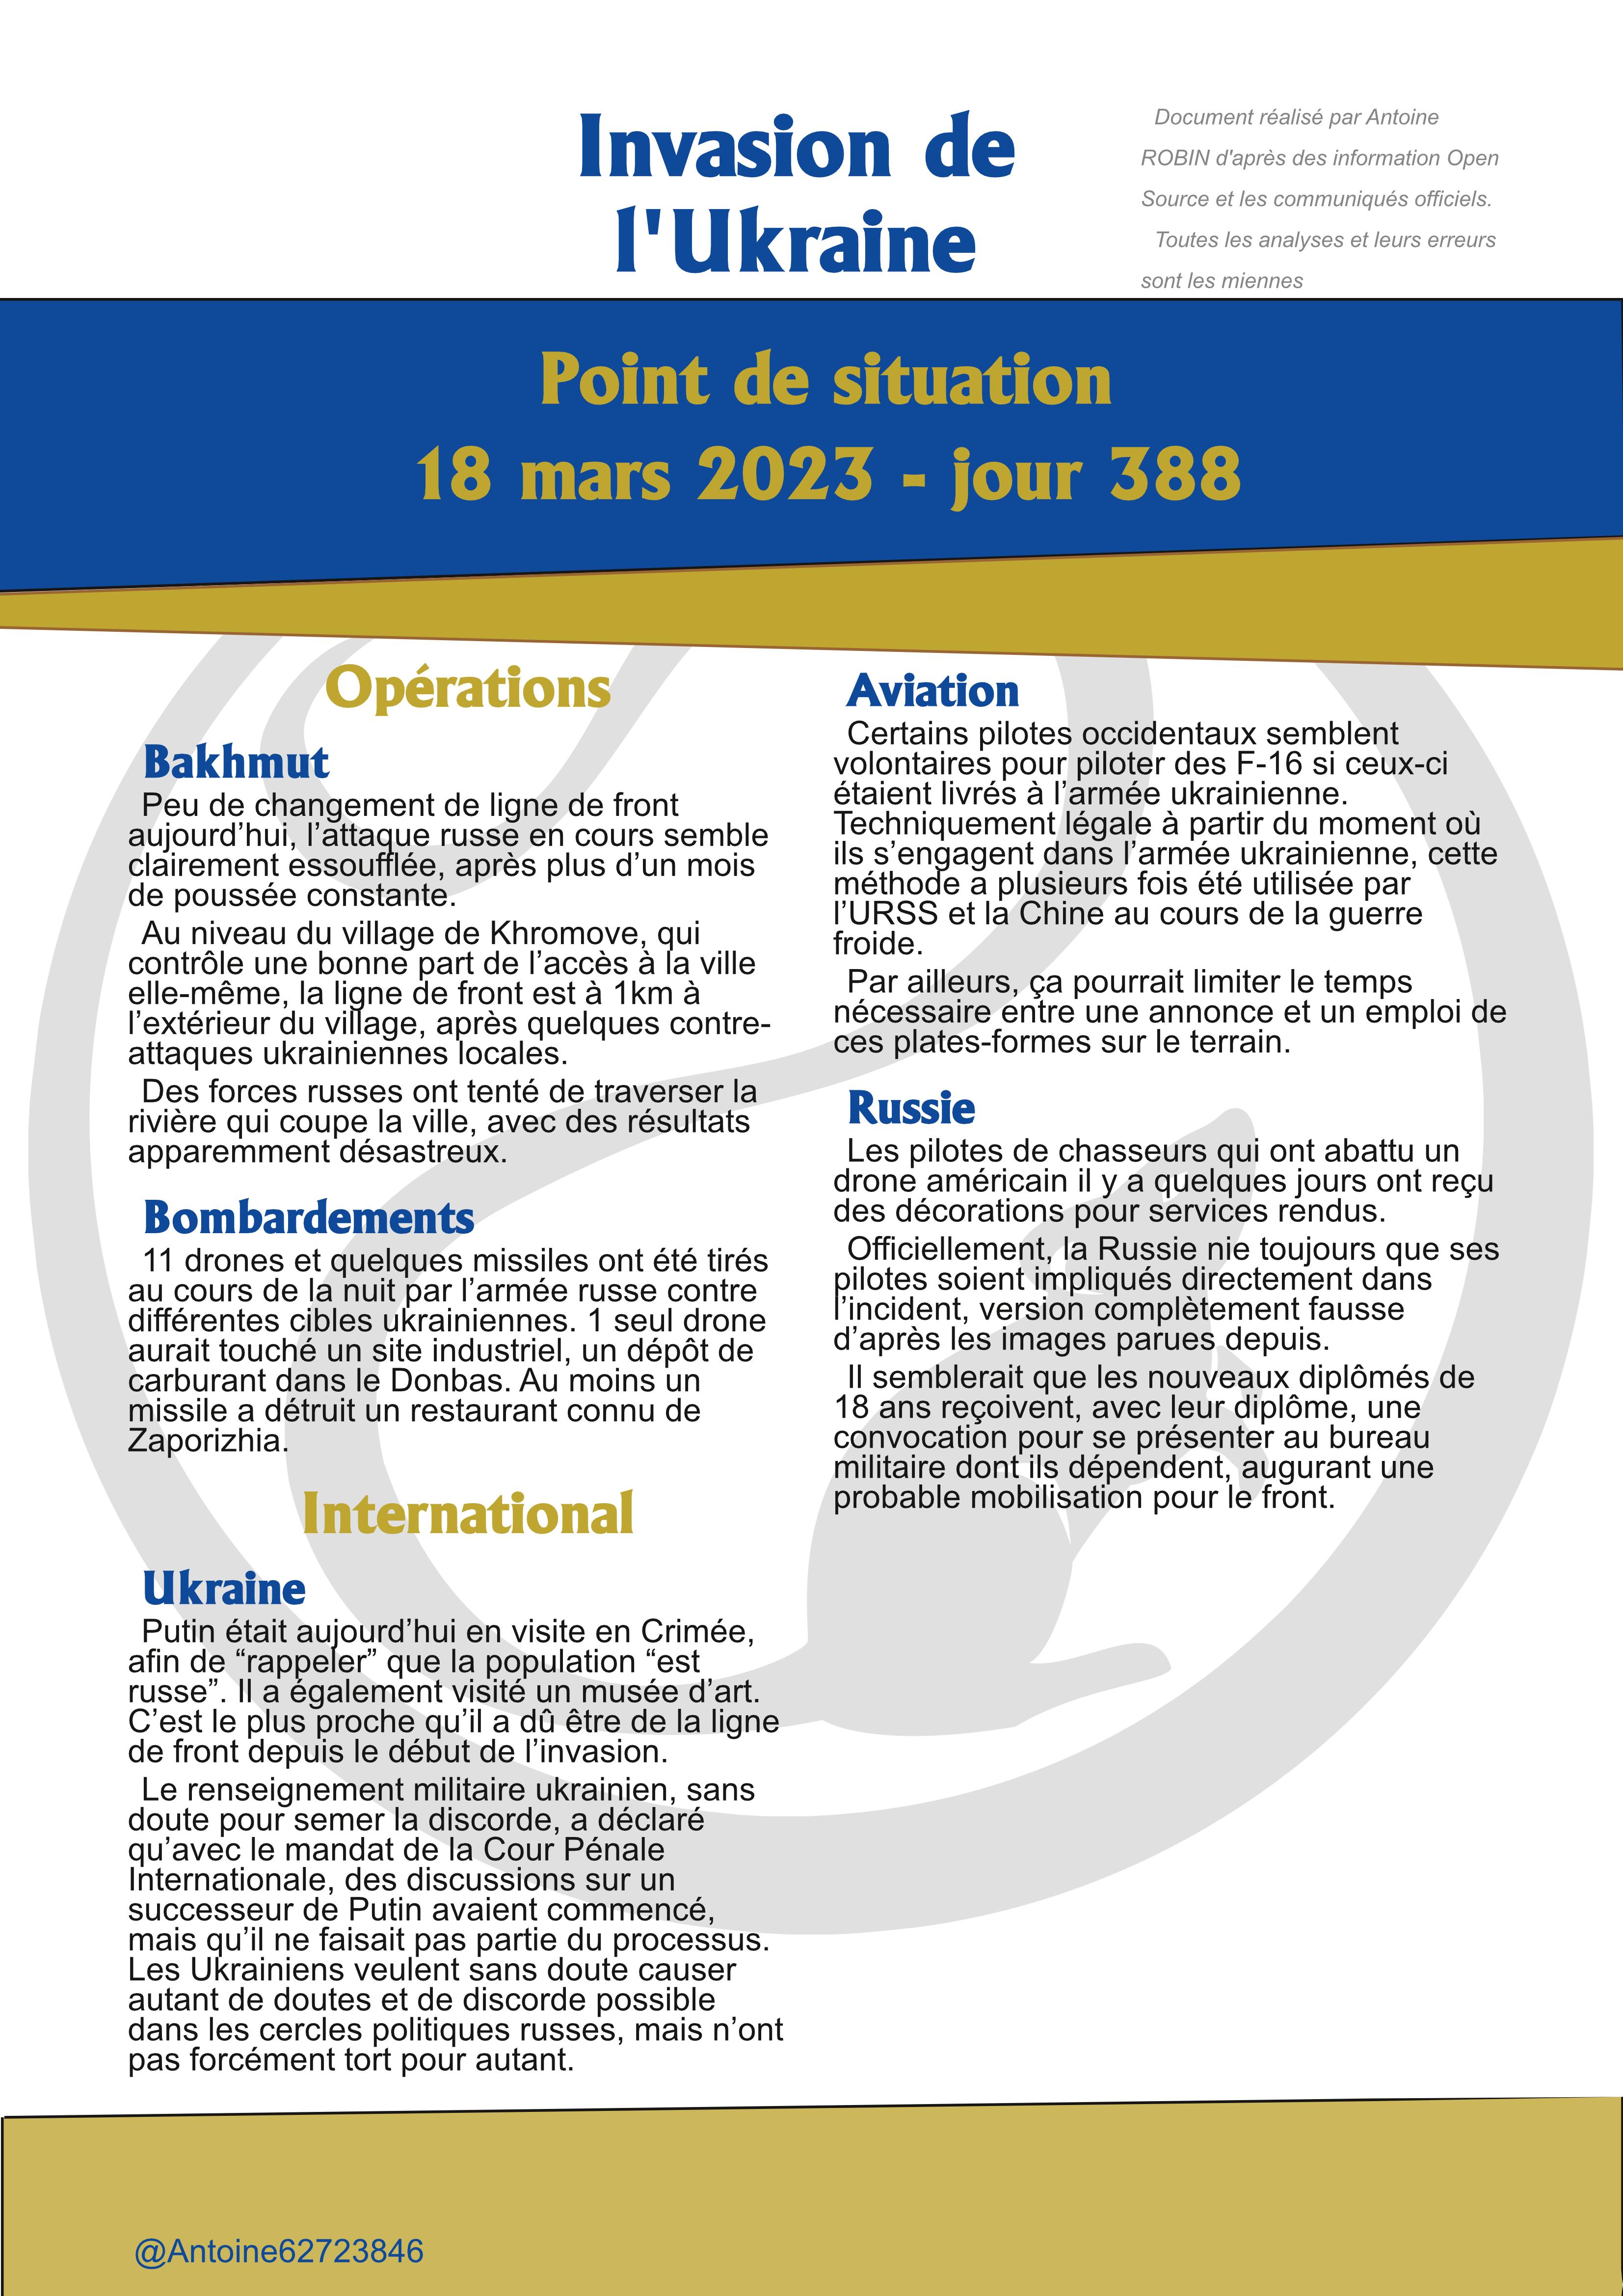 Invasion de
l'Ukraine
Document réalisé par Antoine
ROBIN d'après des information Open
Source et les communiqués officiels.
Toutes les analyses et leurs erreurs
sont les miennes
Point de situation
18 mars 2023 - jour 388
Opérations
Bakhmut
Peu de changement de ligne de front
aujourd’hui, l’attaque russe en cours semble
clairement essoufflée, après plus d’un mois
de poussée constante.
Au niveau du village de Khromove, qui
contrôle une bonne part de l’accès à la ville
elle-même, la ligne de front est à 1km à
l’extérieur du village, après quelques contre-
attaques ukrainiennes locales.
Des forces russes ont tenté de traverser la
rivière qui coupe la ville, avec des résultats
apparemment désastreux.
Bombardements
11 drones et quelques missiles ont été tirés
au cours de la nuit par l’armée russe contre
différentes cibles ukrainiennes. 1 seul drone
aurait touché un site industriel, un dépôt de
carburant dans le Donbas. Au moins un
missile a détruit un restaurant connu de
Zaporizhia.
International
Ukraine
Putin était aujourd’hui en visite en Crimée,
afin de “rappeler” que la population “est
russe”. Il a également visité un musée d’art.
C’est le plus proche qu’il a dû être de la ligne
de front depuis le début de l’invasion.
Le renseignement militaire ukrainien, sans
doute pour semer la discorde, a déclaré
qu’avec le mandat de la Cour Pénale
Internationale, des discussions sur un
successeur de Putin avaient commencé,
mais qu’il ne faisait pas partie du processus.
Les Ukrainiens veulent sans doute causer
autant de doutes et de discorde possible
dans les cercles politiques russes, mais n’ont
pas forcément tort pour autant.
Aviation
Certains pilotes occidentaux semblent
volontaires pour piloter des F-16 si ceux-ci
étaient livrés à l’armée ukrainienne.
Techniquement légale à partir du moment où
ils s’engagent dans l’armée ukrainienne, cette
méthode a plusieurs fois été utilisée par
l’URSS et la Chine au cours de la guerre
froide.
Par ailleurs, ça pourrait limiter le temps
nécessaire entre une annonce et un emploi de
ces plates-formes sur le terrain.
Russie
Les pilotes de chasseurs qui ont abattu un
drone américain il y a quelques jours ont reçu
des décorations pour services rendus.
Officiellement, la Russie nie toujours que ses
pilotes soient impliqués directement dans
l’incident, version complètement fausse
d’après les images parues depuis.
Il semblerait que les nouveaux diplômés de
18 ans reçoivent, avec leur diplôme, une
convocation pour se présenter au bureau
militaire dont ils dépendent, augurant une
probable mobilisation pour le front.
@Antoine62723846